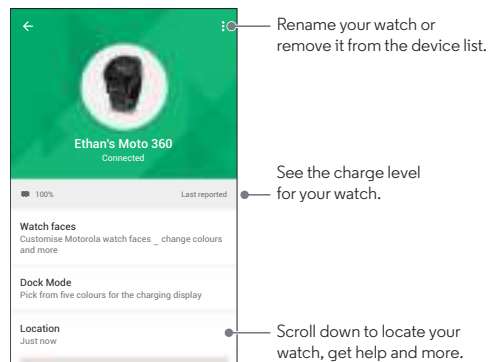 Rename your watch or
remove it from the device list.
Ethan's Moto 360
Connected
See the charge level
for your watch.
100%
Last reported
Watch faces
Customise Motorola watch faces _ change colours
and more
Dock Mode
Pick from five colours for the charging display
Location
Just now
Scroll down to locate your
watch, get help and more.